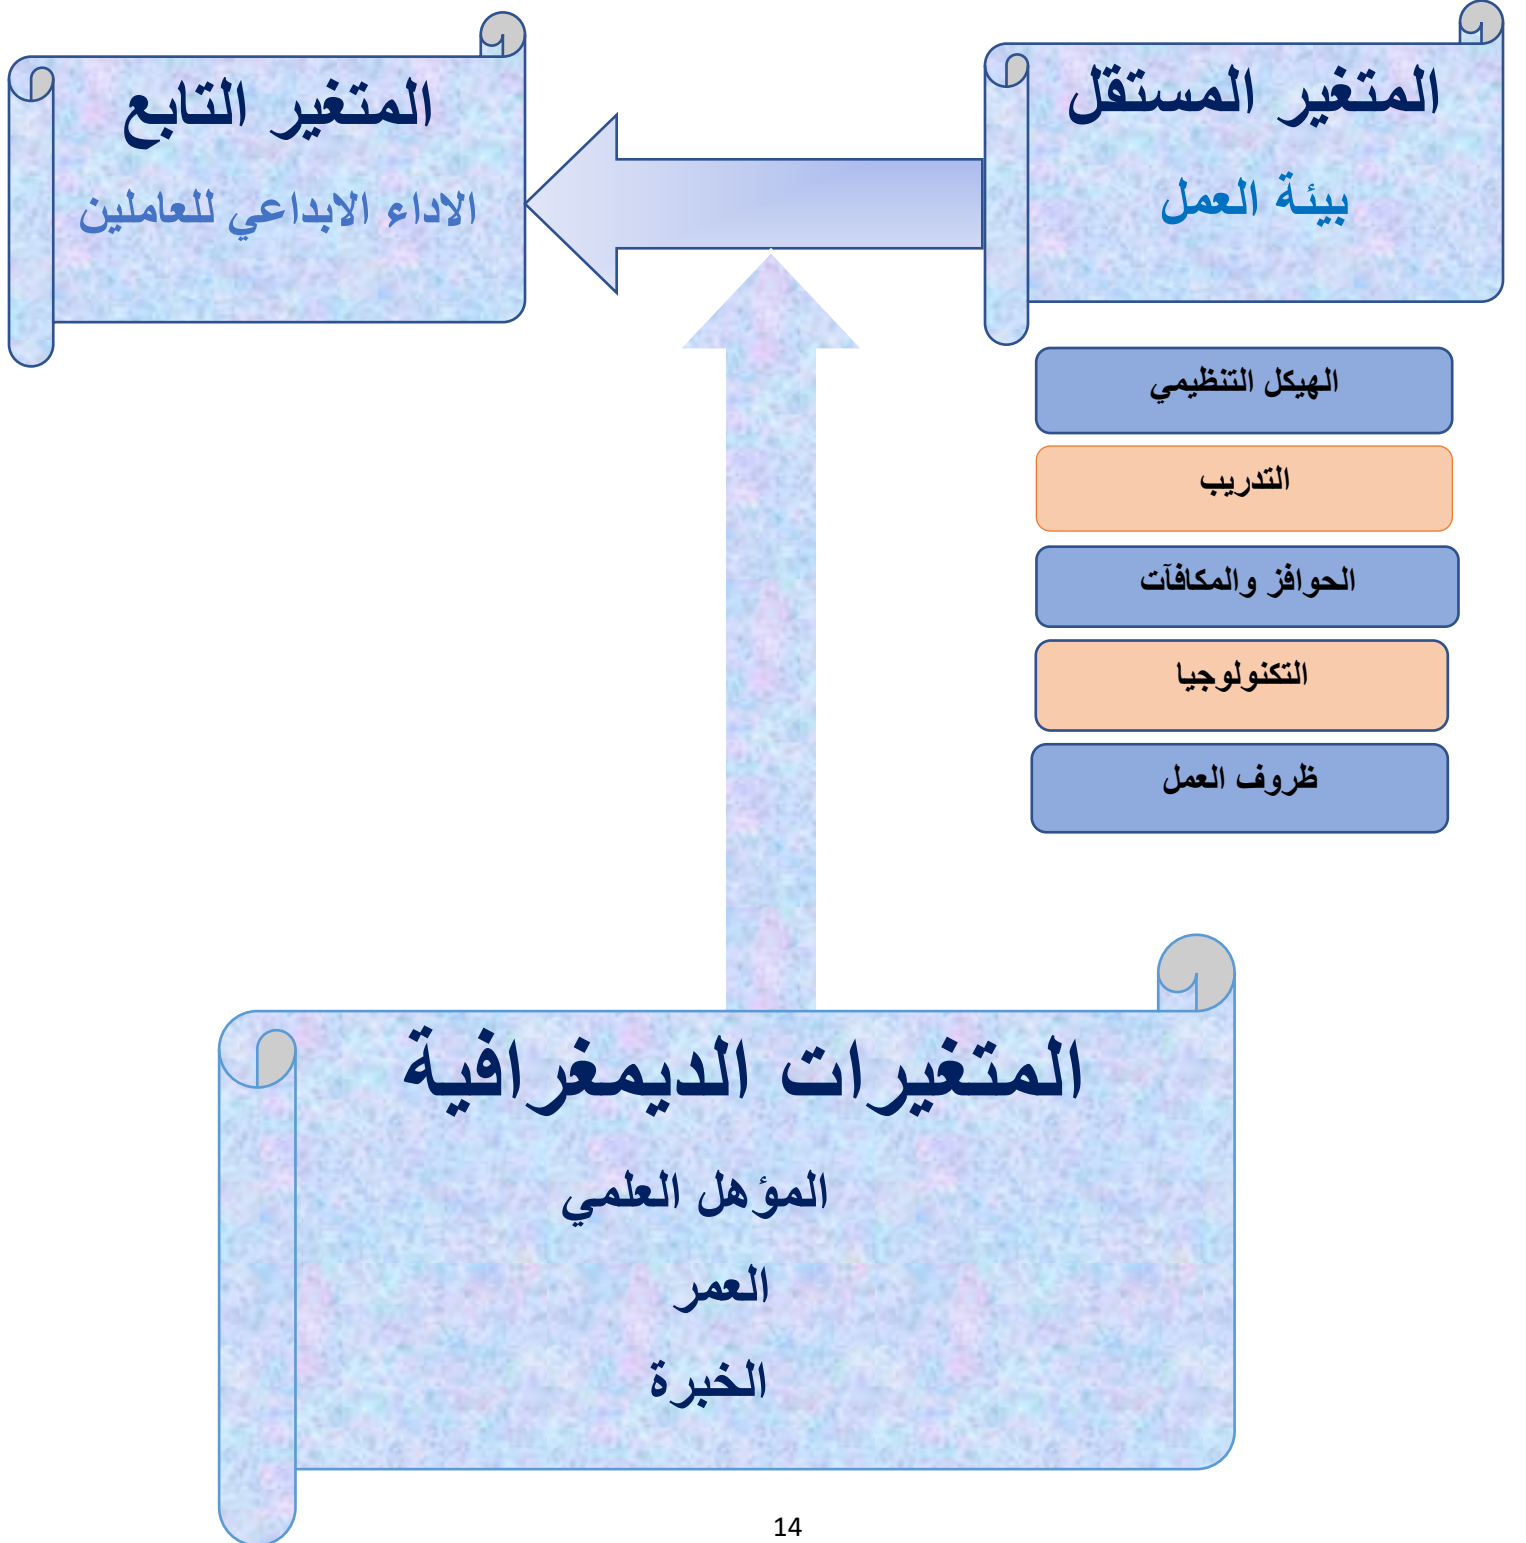 المتغير المستقل
بيئة العمل
المتغير التابع
الاداء الابداعي للعاملين
الهيكل التنظيمي
التدريب
الحوافز والمكافآت
التكنولوجيا
ظروف العمل
المتغيرات الديمغرافية
المؤهل العلمي
العمر
الخبرة
14